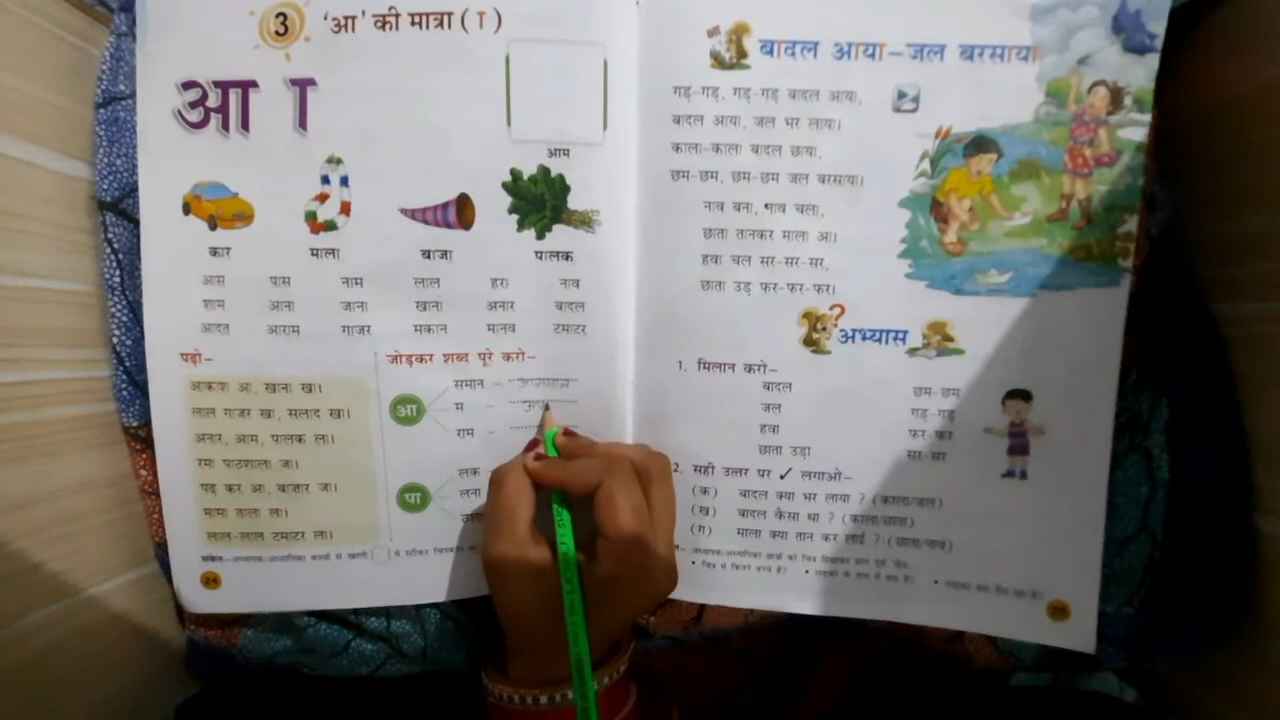 3 'आ' की मात्रा ( ा )
आ ा
आम
कार माला बाजा पालक
आस पास नाम लाल हरा नाव
शाम आना जाना खाना अनार बादल
आदत आराम गाजर मकान मानव टमाटर
पढ़ो–
आकाश आ, खाना खा।
लाल गाजर खा, सलाद खा।
अनार, आम, पालक ला।
रमा पाठशाला जा।
पढ़ कर आ, बाजार जा।
मामा ताला ला।
लाल-लाल टमाटर ला।
जोड़कर शब्द पूरे करो–
आ
समान –
म –
राम –
पा
लक
लना
24
बादल आया–जल बरसाया
गड़-गड़, गड़-गड़ बादल आया,
बादल आया, जल भर लाया।
काला-काला बादल छाया,
छम-छम, छम-छम जल बरसाया।
नाव बना, नाव चला,
छाता तानकर माला आ।
हवा चल सर-सर-सर,
छाता उड़ फर-फर-फर।
अभ्यास
1. मिलान करो–
बादल छम-छम
जल गड़-गड़
हवा फर-फर
छाता उड़ा सर-सर
2. सही उत्तर पर ✓ लगाओ–
(क) बादल क्या भर लाया ? (काला/जल)
(ख) बादल कैसा था ? (काला/छाता)
(ग) माला क्या तान कर लाई ? (छाता/नाव)